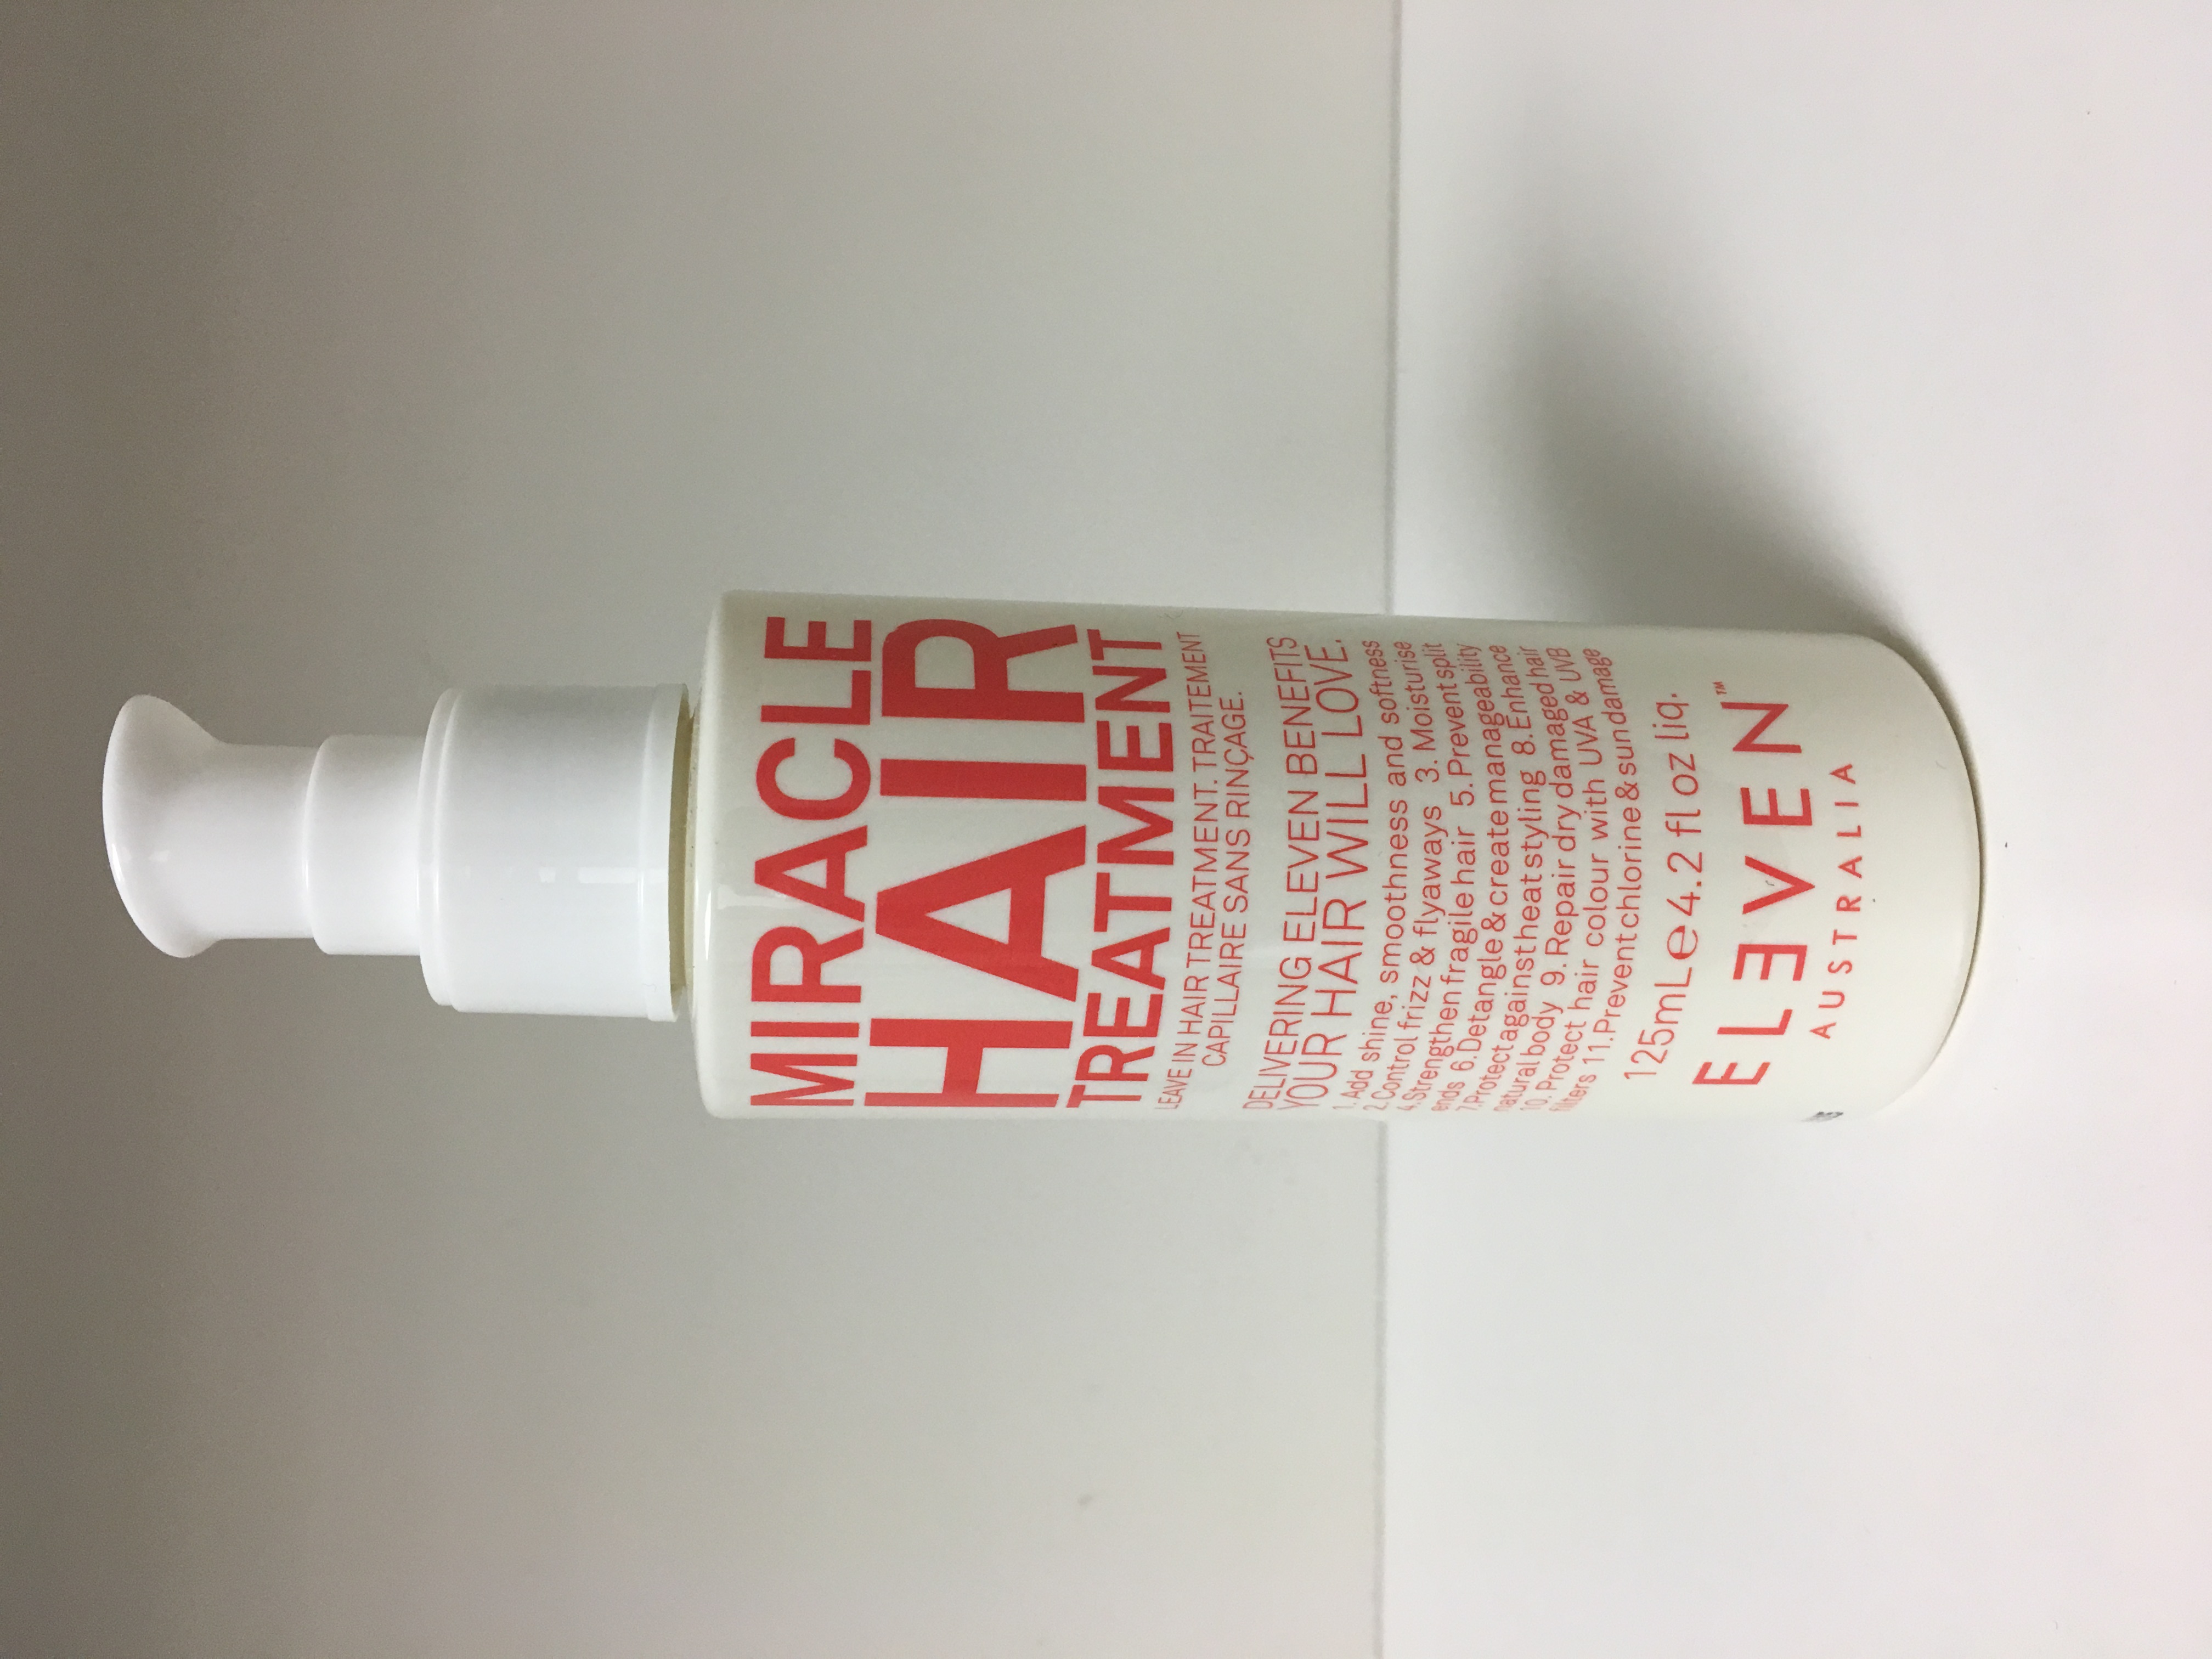 MIRACLE
HAIR
TREATMENT
LEAVE IN HAIR TREATMENT. TRAITEMENT
CAPILLAIRE SANS RINÇAGE.
DELIVERING ELEVEN BENEFITS
YOUR HAIR WILL LOVE.
1. Add shine, smoothness and softness
2. Control frizz & flyaways 3. Moisturise
4. Strengthen fragile hair 5. Prevent split
ends 6. Detangle & create manageability
7. Protect against heat styling 8. Enhance
natural body 9. Repair dry damaged hair
10. Protect hair colour with UVA & UVB
filters 11. Prevent chlorine & sun damage
125mL e 4.2 fl oz liq.
ELEVEN™
AUSTRALIA